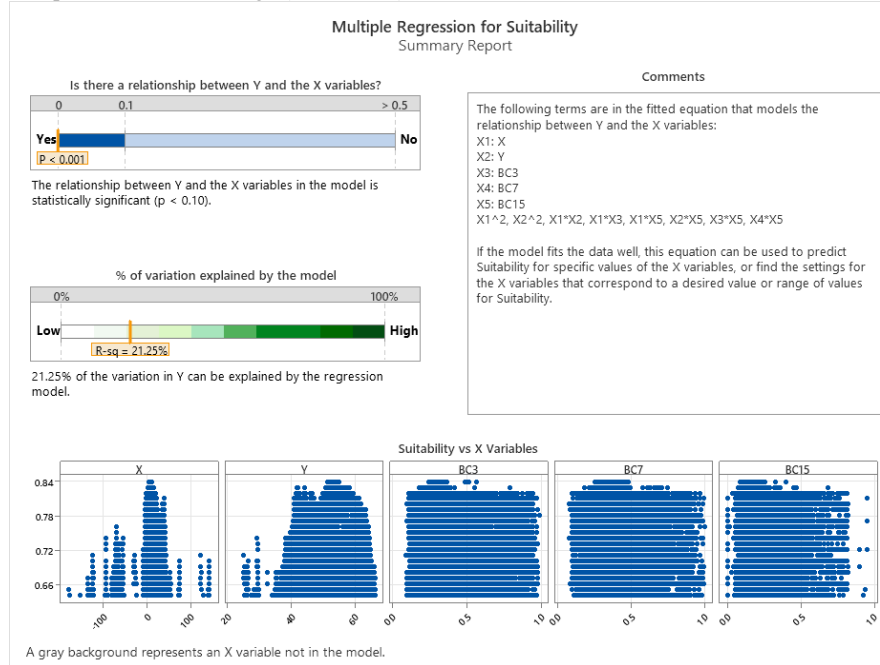 Multiple Regression for Suitability
Summary Report
Is there a relationship between Y and the X variables?
0 0.1 > 0.5
Yes No
P < 0.001
The relationship between Y and the X variables in the model is
statistically significant (p < 0.10).
% of variation explained by the model
0% 100%
Low High
R-sq = 21.25%
21.25% of the variation in Y can be explained by the regression
model.
Comments
The following terms are in the fitted equation that models the
relationship between Y and the X variables:
X1: X
X2: Y
X3: BC3
X4: BC7
X5: BC15
X1^2, X2^2, X1*X2, X1*X3, X1*X5, X2*X5, X3*X5, X4*X5
If the model fits the data well, this equation can be used to predict
Suitability for specific values of the X variables, or find the settings for
the X variables that correspond to a desired value or range of values
for Suitability.
Suitability vs X Variables
X Y BC3 BC7 BC15
0.84
0.78
0.72
0.66
-100 0 100 20 40 60 0.0 0.5 1.0 0.0 0.5 1.0 0.0 0.5 1.0
A gray background represents an X variable not in the model.